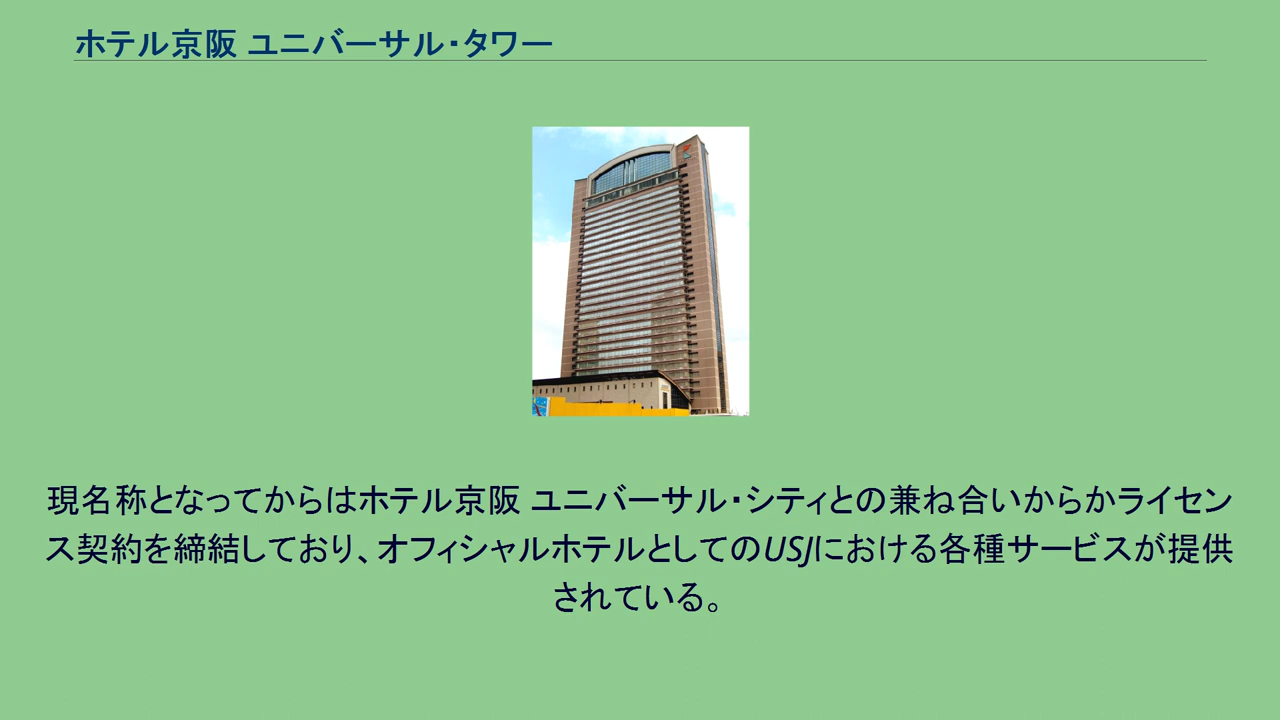 ホテル京阪 ユニバーサル・タワー
現名称となってからはホテル京阪 ユニバーサル・シティとの兼ね合いからかライセン
ス契約を締結しており、オフィシャルホテルとしてのUSJにおける各種サービスが提供
されている。